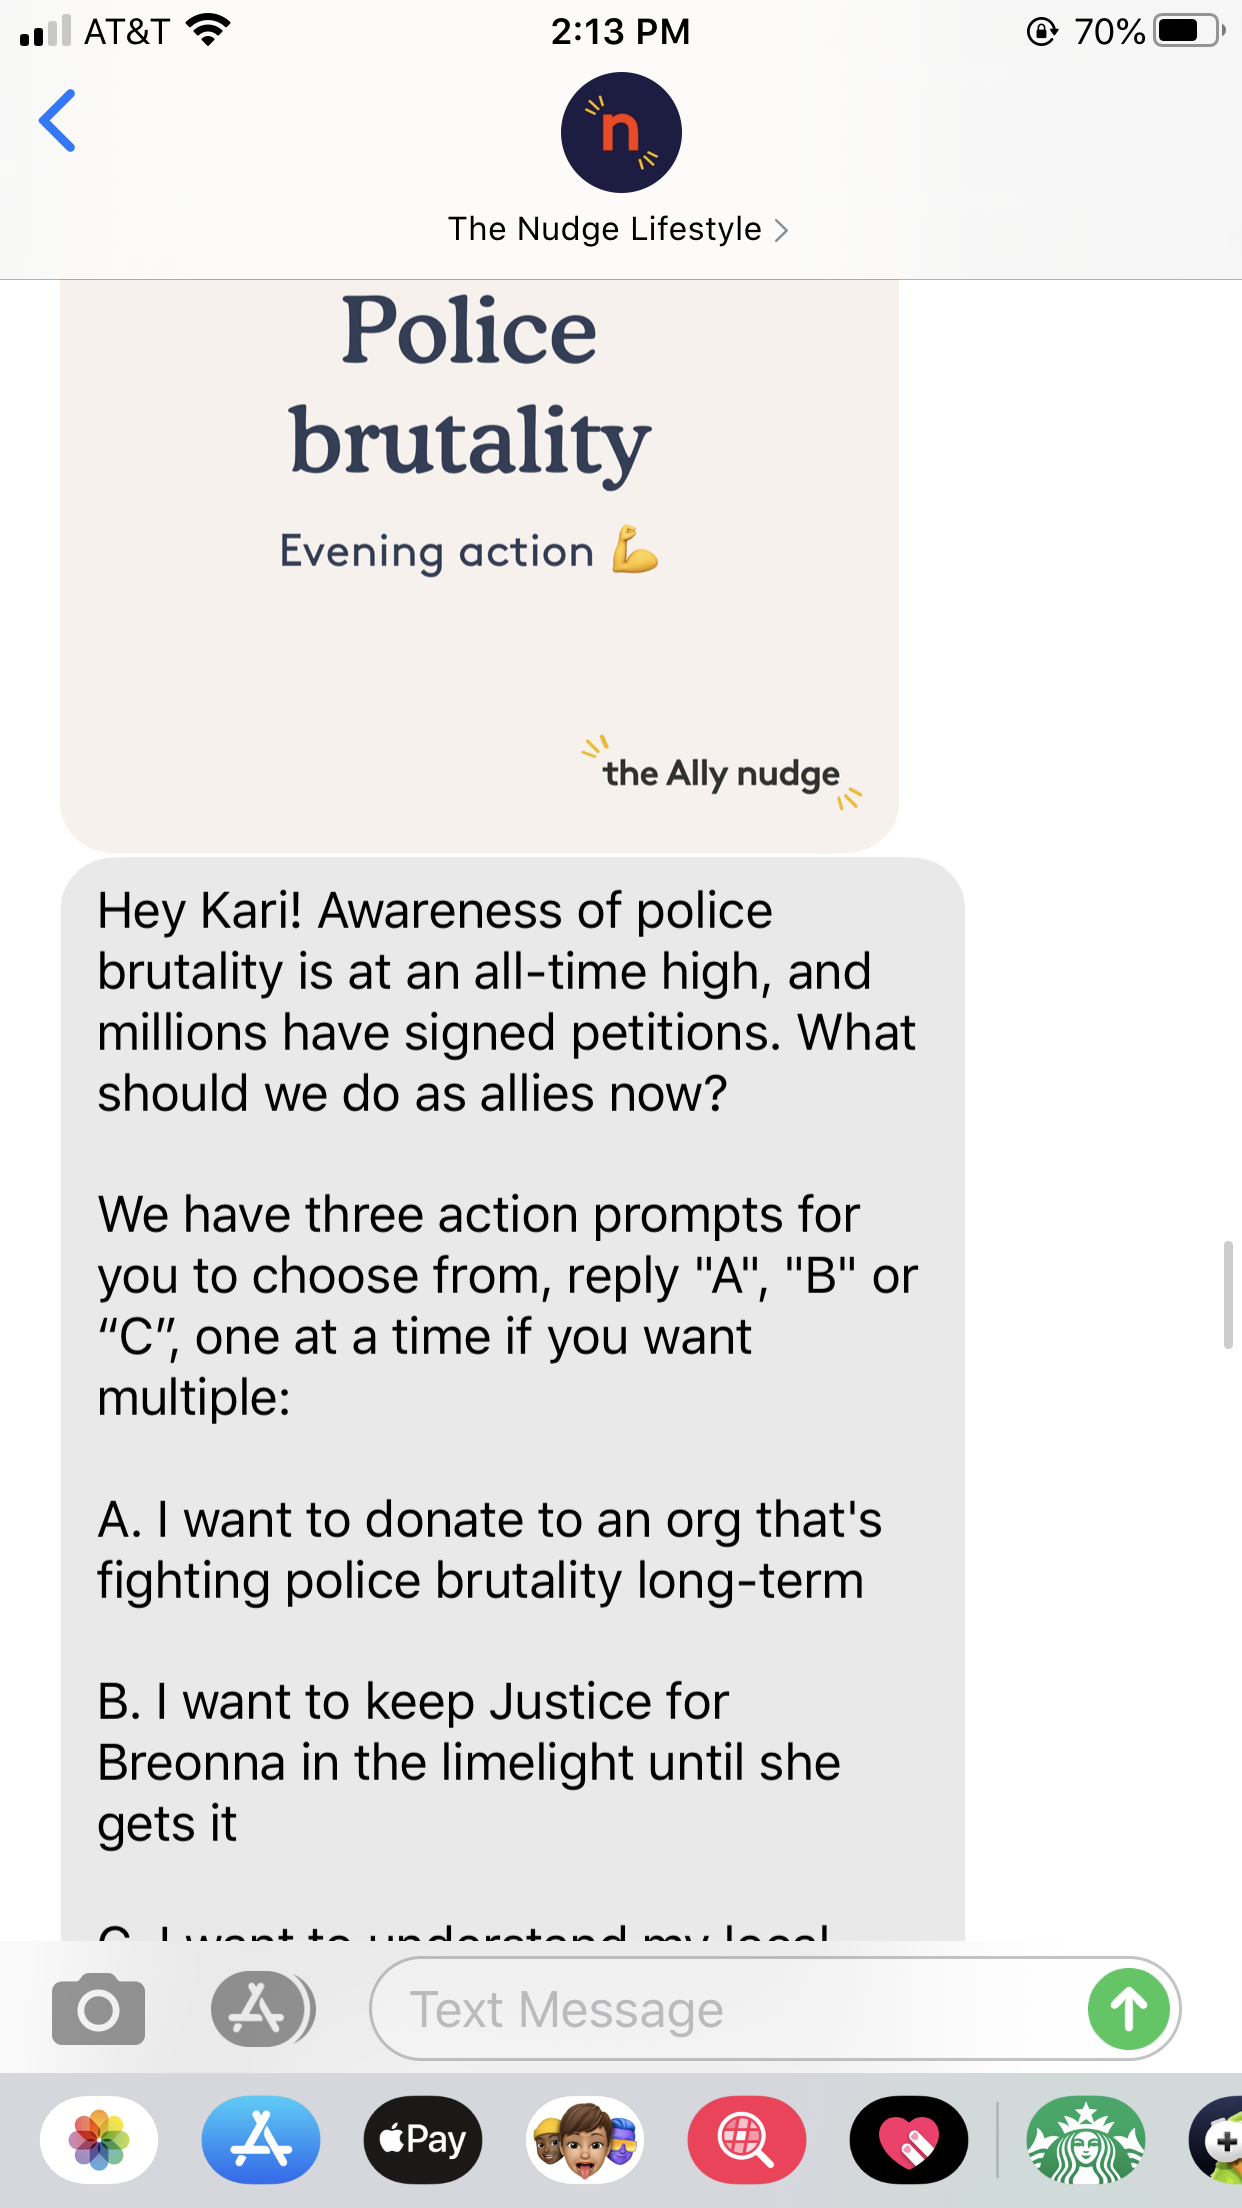 AT&T 2:13 PM 70%
n
The Nudge Lifestyle
Police
brutality
Evening action 💪
the Ally nudge
Hey Kari! Awareness of police
brutality is at an all-time high, and
millions have signed petitions. What
should we do as allies now?
We have three action prompts for
you to choose from, reply "A", "B" or
“C”, one at a time if you want
multiple:
A. I want to donate to an org that's
fighting police brutality long-term
B. I want to keep Justice for
Breonna in the limelight until she
gets it
C. I want to understand my local
Text Message
Pay